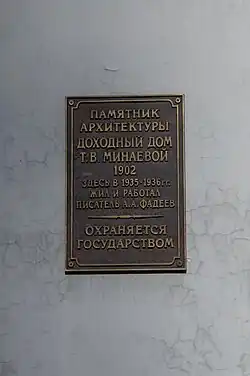 ПАМЯТНИК
АРХИТЕКТУРЫ
ДОХОДНЫЙ ДОМ
Т.В. МИНАЕВОЙ
1902
ЗДЕСЬ В 1935-1936 гг.
ЖИЛ И РАБОТАЛ
ПИСАТЕЛЬ А.А. ФАДЕЕВ
ОХРАНЯЕТСЯ
ГОСУДАРСТВОМ